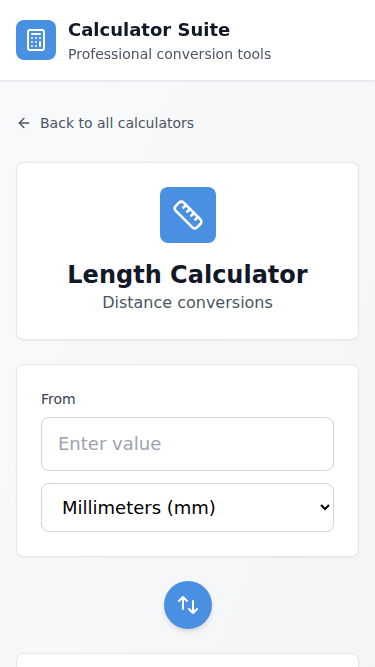 Calculator Suite
Professional conversion tools
Back to all calculators
Length Calculator
Distance conversions
From
Enter value
Millimeters (mm)